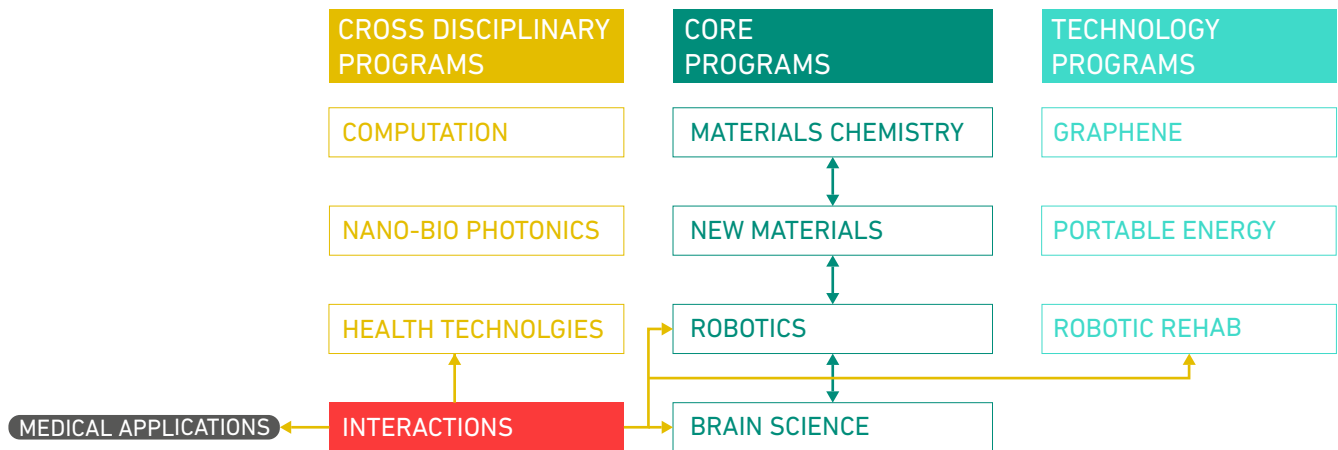 CROSS DISCIPLINARY
PROGRAMS
CORE
PROGRAMS
TECHNOLOGY
PROGRAMS
COMPUTATION
MATERIALS CHEMISTRY
GRAPHENE
NANO-BIO PHOTONICS
NEW MATERIALS
PORTABLE ENERGY
HEALTH TECHNOLGIES
ROBOTICS
ROBOTIC REHAB
MEDICAL APPLICATIONS
INTERACTIONS
BRAIN SCIENCE